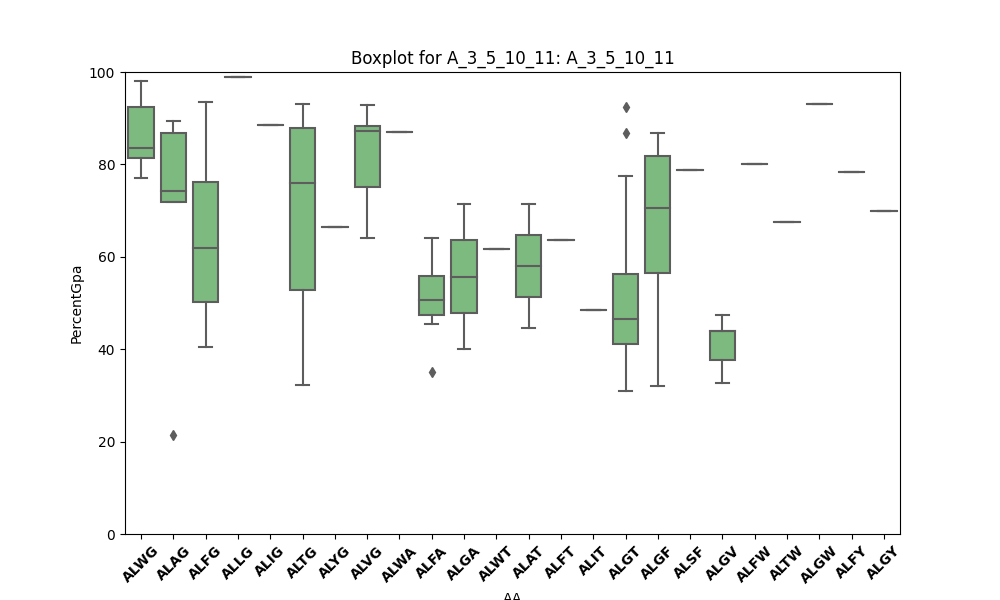 Boxplot for A_3_5_10_11: A_3_5_10_11
100
80
60
40
20
0
PercentGpa
ALWG ALAG ALFG ALLG ALIG ALTG ALYG ALVG ALWA ALFA ALGA ALWT ALAT ALFT ALIT ALGT ALGF ALSF ALGV ALFW ALTW ALGW ALFY ALGY
AA